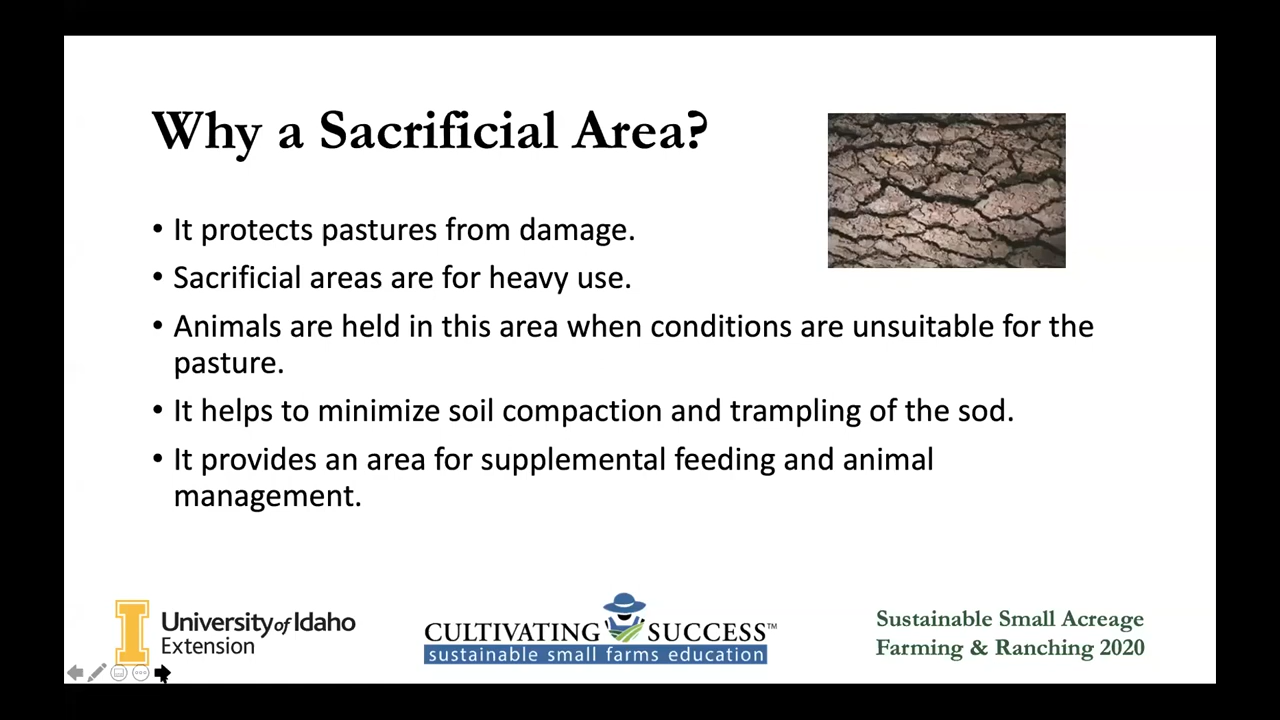 Why a Sacrificial Area?
• It protects pastures from damage.
• Sacrificial areas are for heavy use.
• Animals are held in this area when conditions are unsuitable for the
pasture.
• It helps to minimize soil compaction and trampling of the sod.
• It provides an area for supplemental feeding and animal
management.
I
University of Idaho
Extension
CULTIVATING SUCCESS™
sustainable small farms education
Sustainable Small Acreage
Farming & Ranching 2020